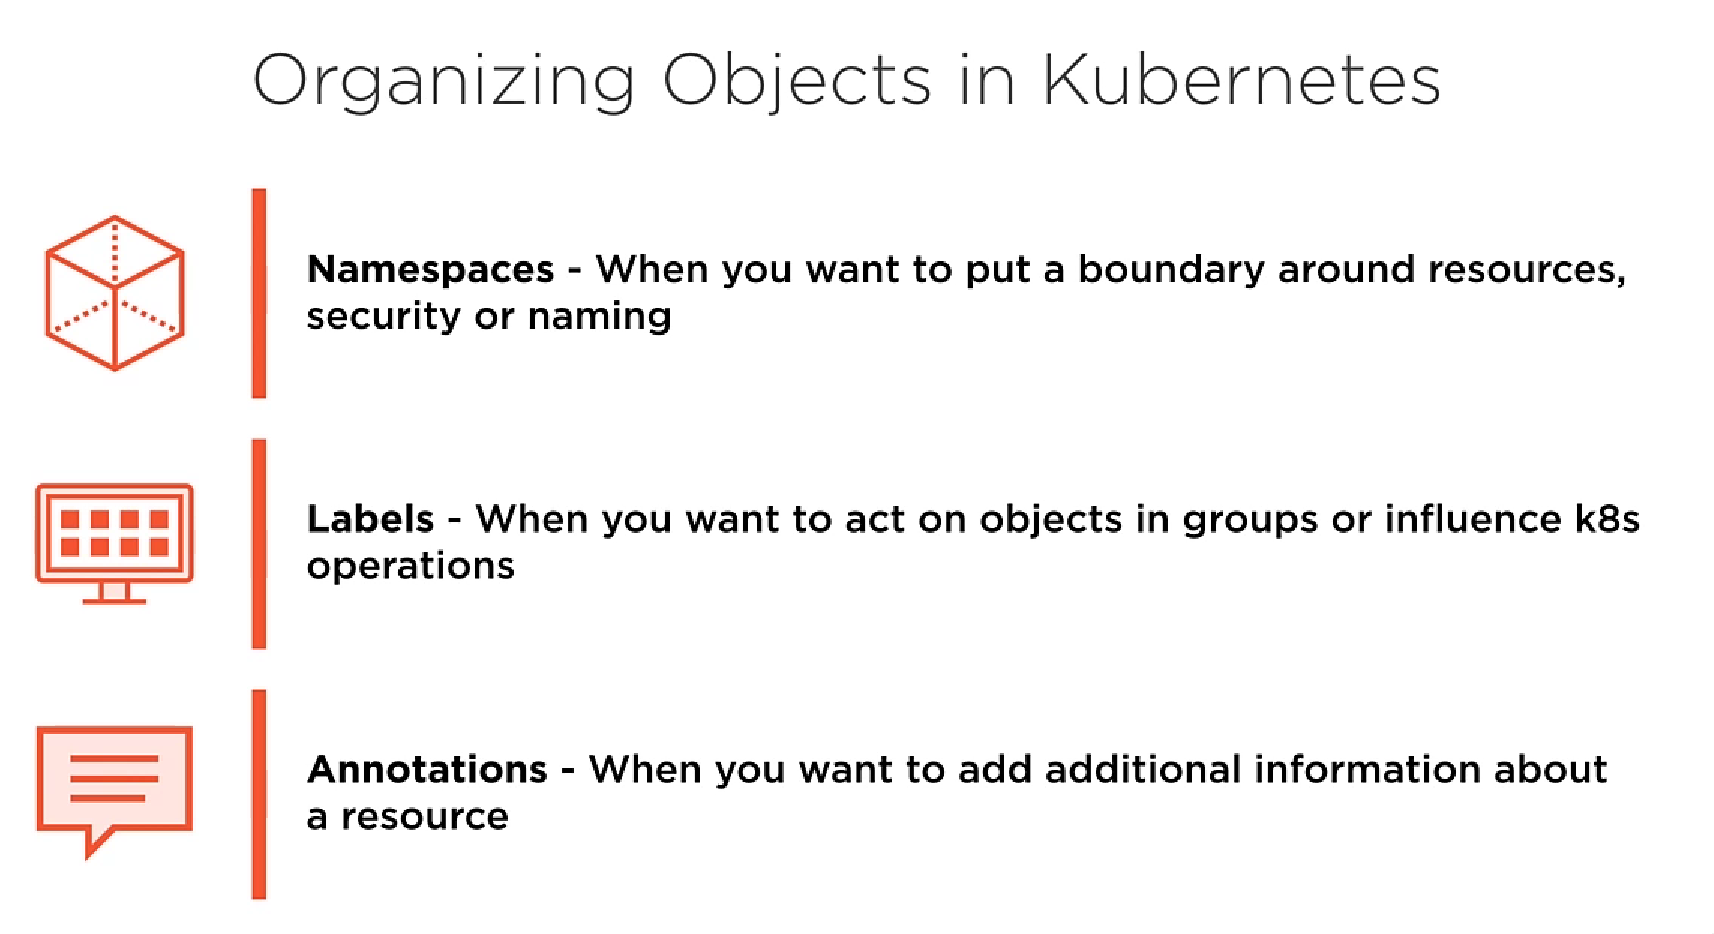 Organizing Objects in Kubernetes
Namespaces - When you want to put a boundary around resources,
security or naming
Labels - When you want to act on objects in groups or influence k8s
operations
Annotations - When you want to add additional information about
a resource